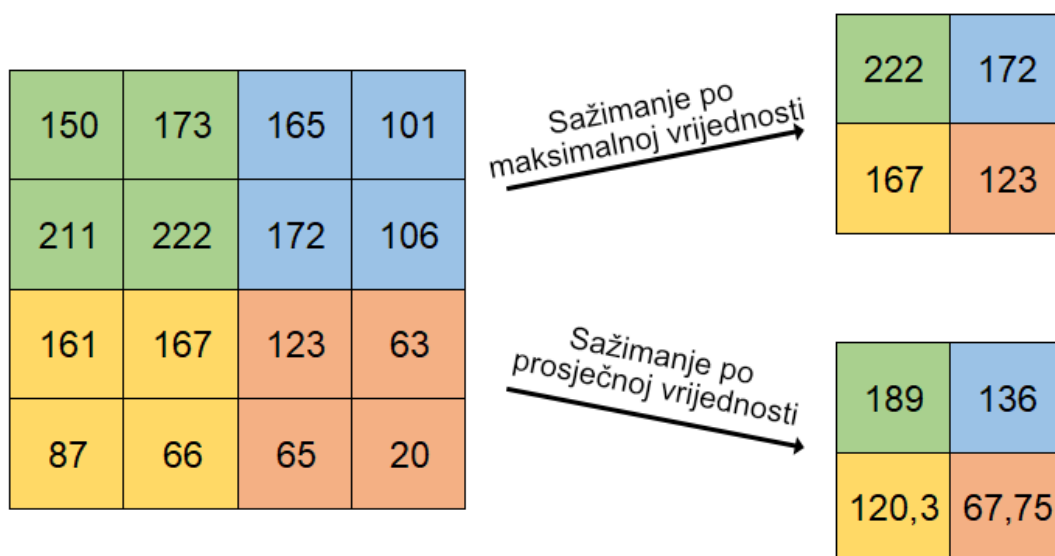 150 173 165 101
211 222 172 106
161 167 123 63
87 66 65 20
Sažimanje po
maksimalnoj vrijednosti
222 172
167 123
Sažimanje po
prosječnoj vrijednosti
189 136
120,3 67,75